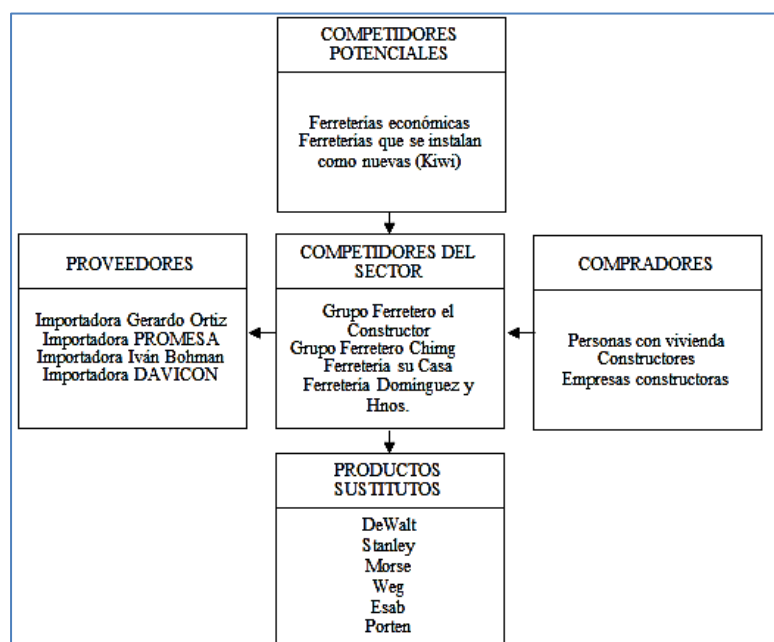 COMPETIDORES
POTENCIALES
Ferreterías económicas
Ferreterías que se instalan
como nuevas (Kiwi)
PROVEEDORES
Importadora Gerardo Ortiz
Importadora PROMESA
Importadora Iván Bohman
Importadora DAVICON
COMPETIDORES DEL
SECTOR
Grupo Ferretero el
Constructor
Grupo Ferretero Chimg
Ferretería su Casa
Ferretería Domínguez y
Hnos.
COMPRADORES
Personas con vivienda
Constructores
Empresas constructoras
PRODUCTOS
SUSTITUTOS
DeWalt
Stanley
Morse
Weg
Esab
Porten